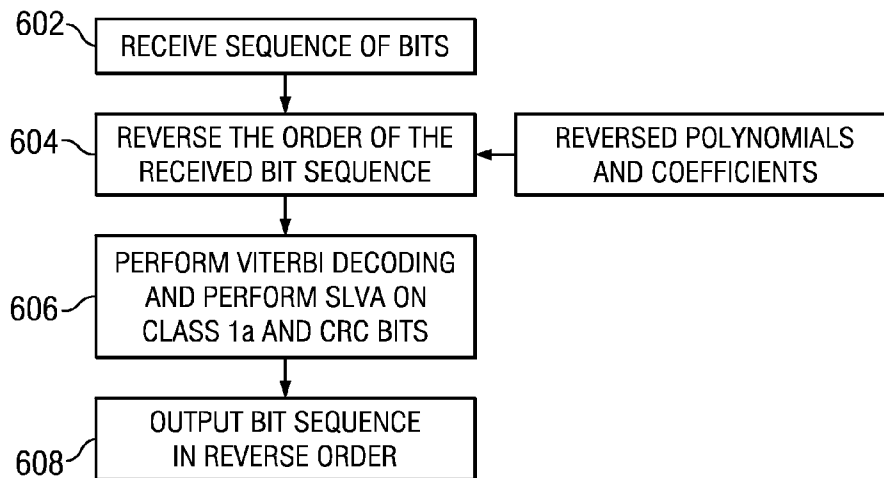 602
RECEIVE SEQUENCE OF BITS
604
REVERSE THE ORDER OF THE
RECEIVED BIT SEQUENCE
REVERSED POLYNOMIALS
AND COEFFICIENTS
606
PERFORM VITERBI DECODING
AND PERFORM SLVA ON
CLASS 1a AND CRC BITS
608
OUTPUT BIT SEQUENCE
IN REVERSE ORDER